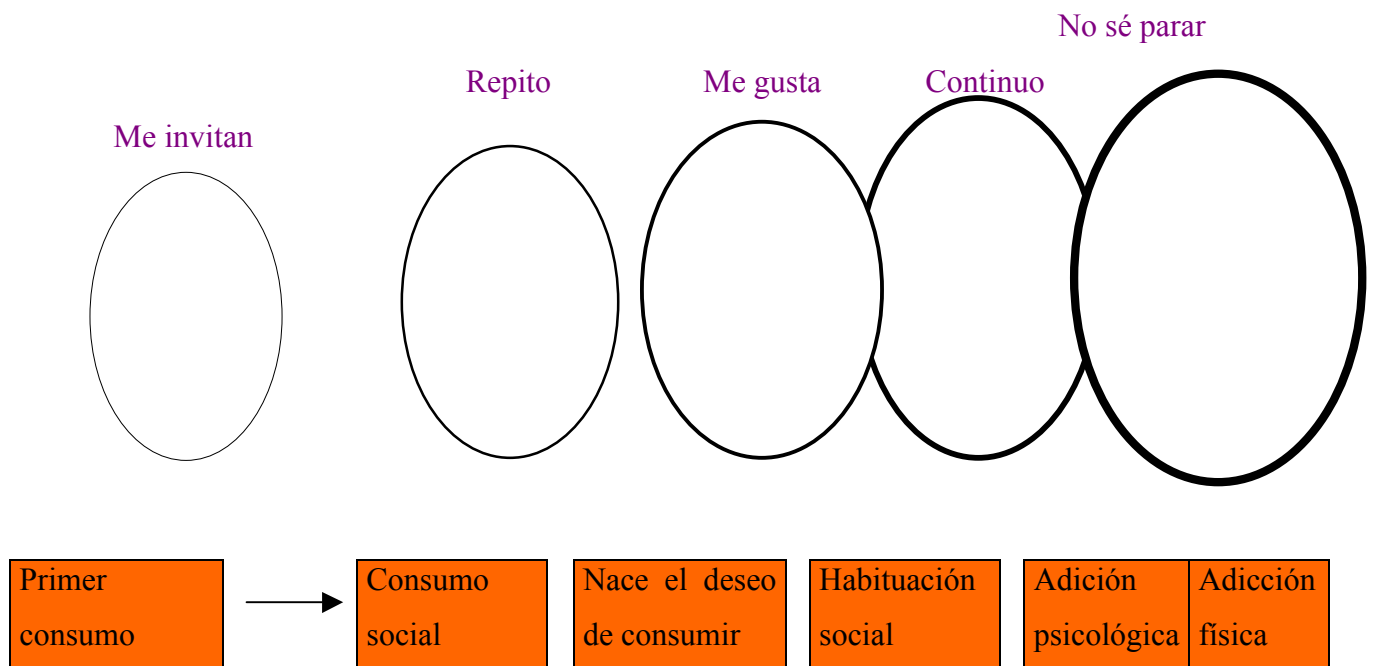 No sé parar
Repito
Me gusta
Continuo
Me invitan
Primer
consumo
Consumo
social
Nace el deseo
de consumir
Habituación
social
Adición
psicológica
Adicción
física